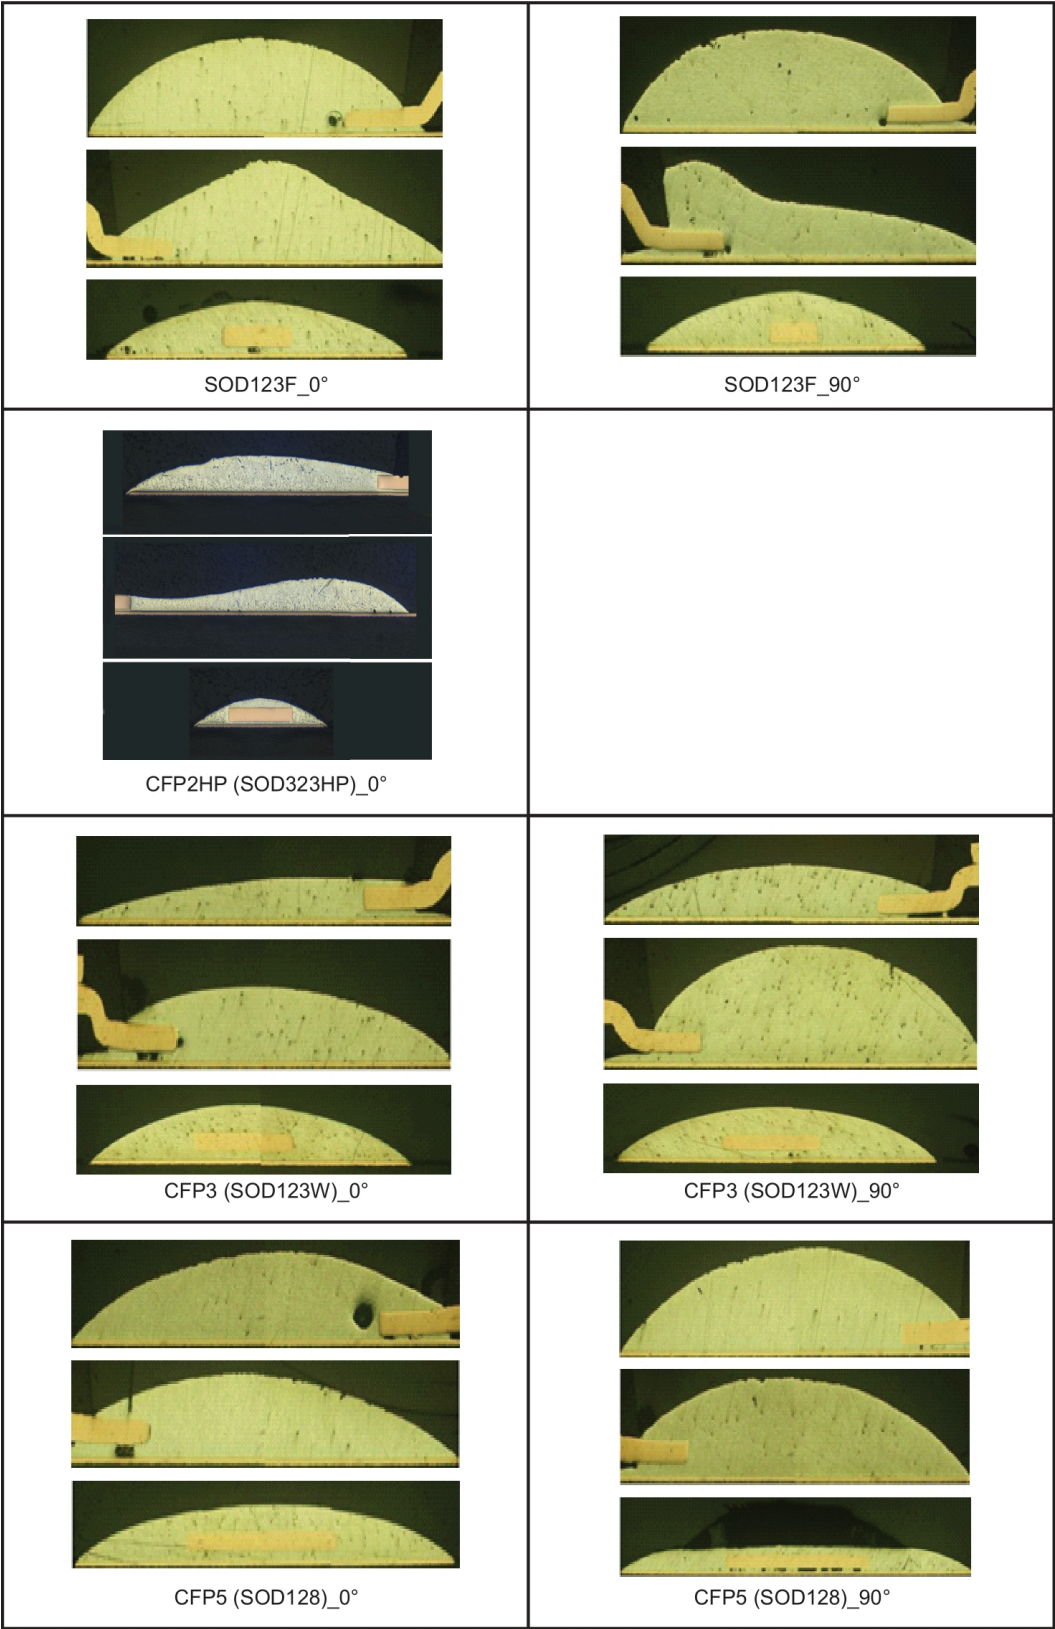 SOD123F_0°
SOD123F_90°
CFP2HP (SOD323HP)_0°
CFP3 (SOD123W)_0°
CFP3 (SOD123W)_90°
CFP5 (SOD128)_0°
CFP5 (SOD128)_90°